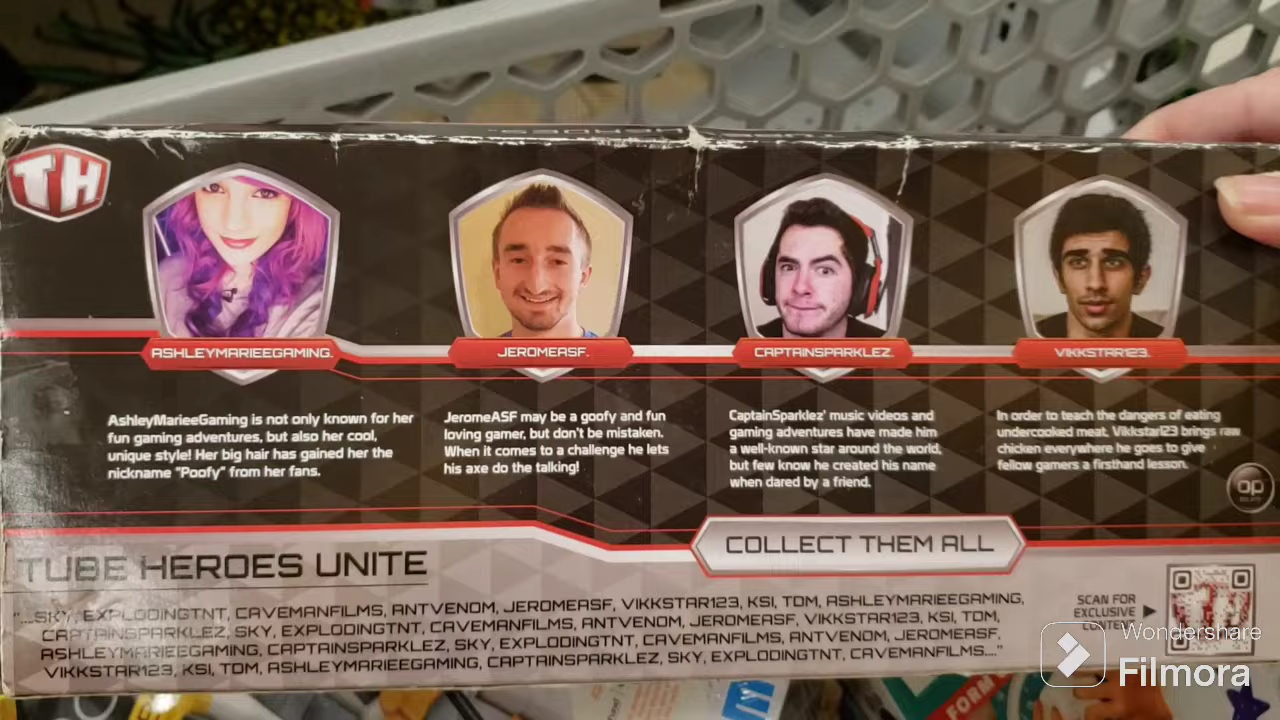 TH
ASHLEYMARIEEGAMING.
AshleyMarieeGaming is not only known for her
fun gaming adventures, but also her cool,
unique style! Her big hair has gained her the
nickname "Poofy" from her fans.
JEROMEASF.
JeromeASF may be a goofy and fun
loving gamer, but don't be mistaken.
When it comes to a challenge he lets
his axe do the talking!
CAPTAINSPARKLEZ.
CaptainSparklez' music videos and
gaming adventures have made him
a well-known star around the world,
but few know he created his name
when dared by a friend.
VIKKSTAR123.
In order to teach the dangers of eating
undercooked meat, Vikkstar123 brings raw
chicken everywhere he goes to give
fellow gamers a firsthand lesson.
op
COLLECT THEM ALL
TUBE HEROES UNITE
"...SKY, EXPLODINGTNT, CAVEMANFILMS, ANTVENOM, JEROMEASF, VIKKSTAR123, KSI, TDM, ASHLEYMARIEEGAMING,
CAPTAINSPARKLEZ, SKY, EXPLODINGTNT, CAVEMANFILMS, ANTVENOM, JEROMEASF, VIKKSTAR123, KSI, TDM,
ASHLEYMARIEEGAMING, CAPTAINSPARKLEZ, SKY, EXPLODINGTNT, CAVEMANFILMS, ANTVENOM, JEROMEASF,
VIKKSTAR123, KSI, TDM, ASHLEYMARIEEGAMING, CAPTAINSPARKLEZ, SKY, EXPLODINGTNT, CAVEMANFILMS...."
SCAN FOR
EXCLUSIVE
CONTENT
TH
Wondershare
Filmora
FORM